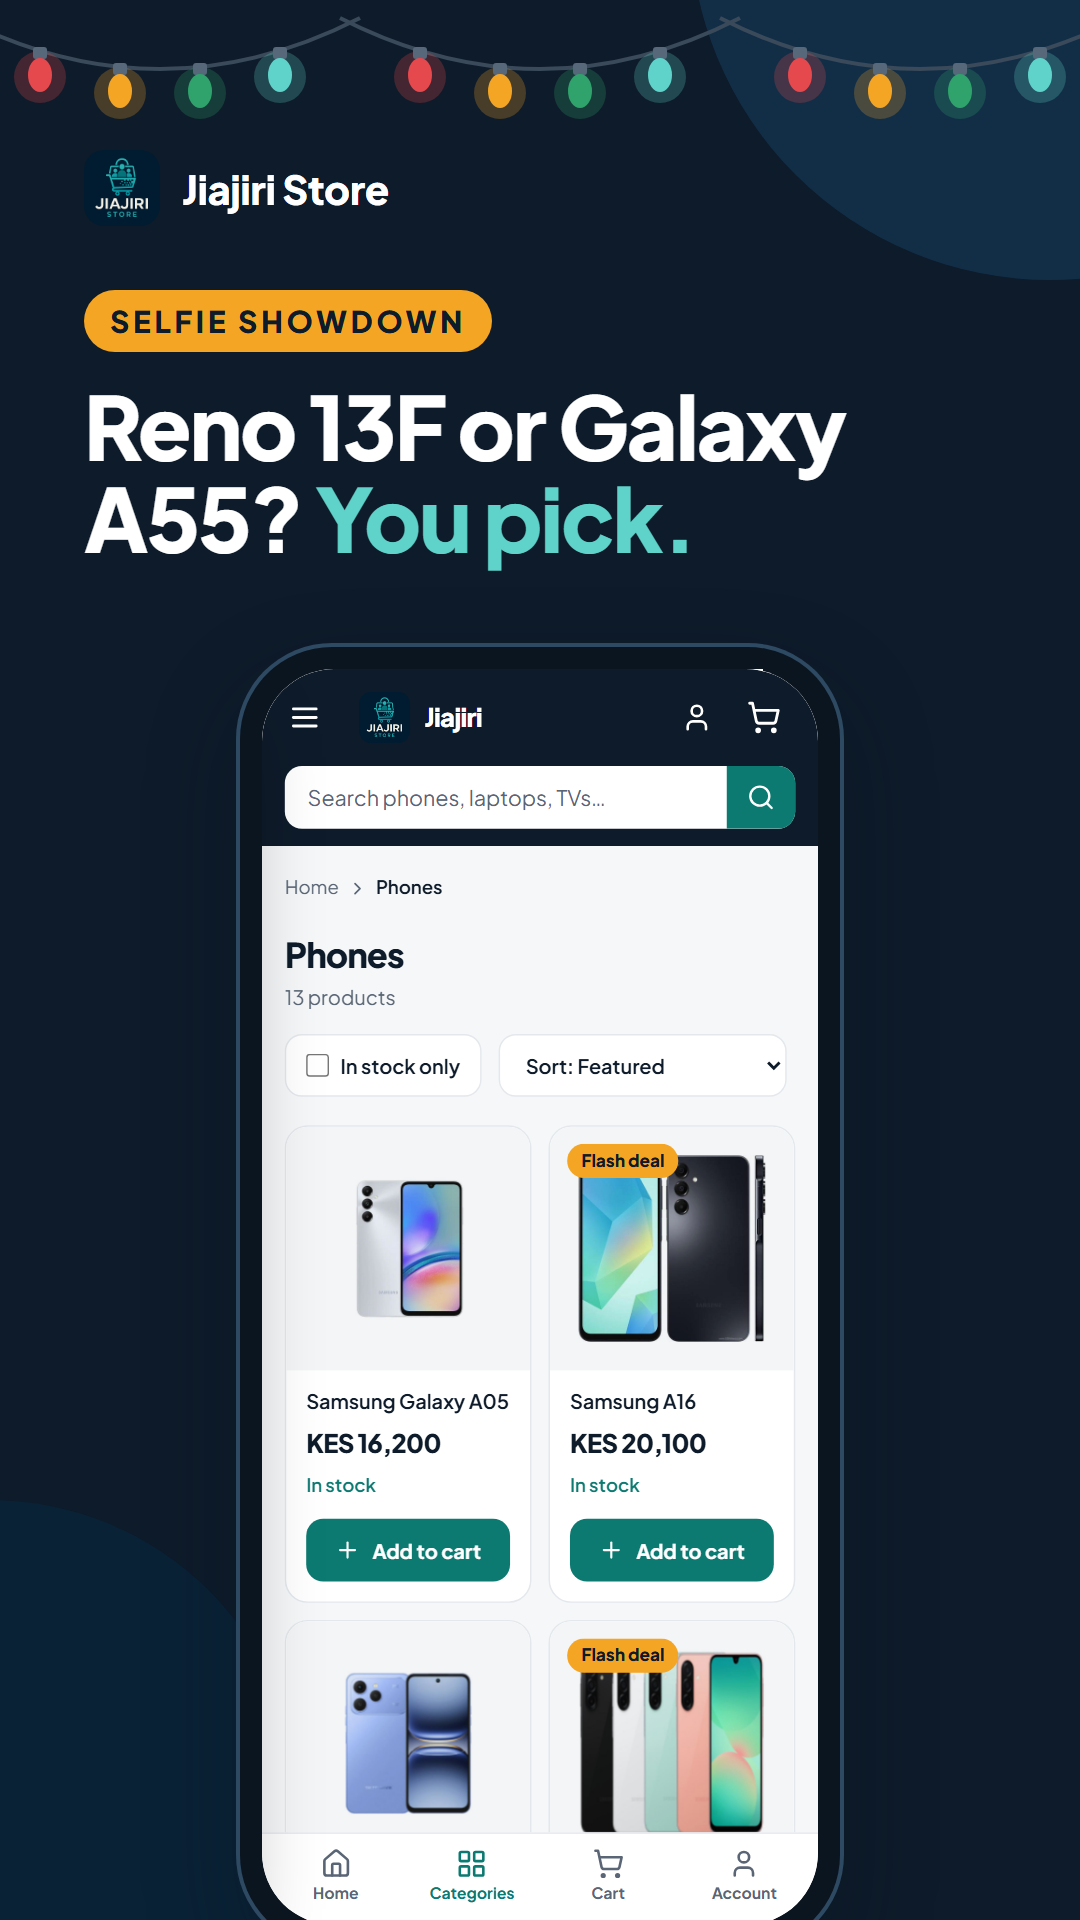 JIAJIRI
STORE
Jiajiri Store
SELFIE SHOWDOWN
Reno 13F or Galaxy
A55? You pick.
JIAJIRI
STORE
Jiajiri
Search phones, laptops, TVs...
Home > Phones
Phones
13 products
In stock only
Sort: Featured
Flash deal
Samsung Galaxy A05
Samsung A16
KES 16,200
KES 20,100
In stock
In stock
+ Add to cart
+ Add to cart
Flash deal
Home
Categories
Cart
Account